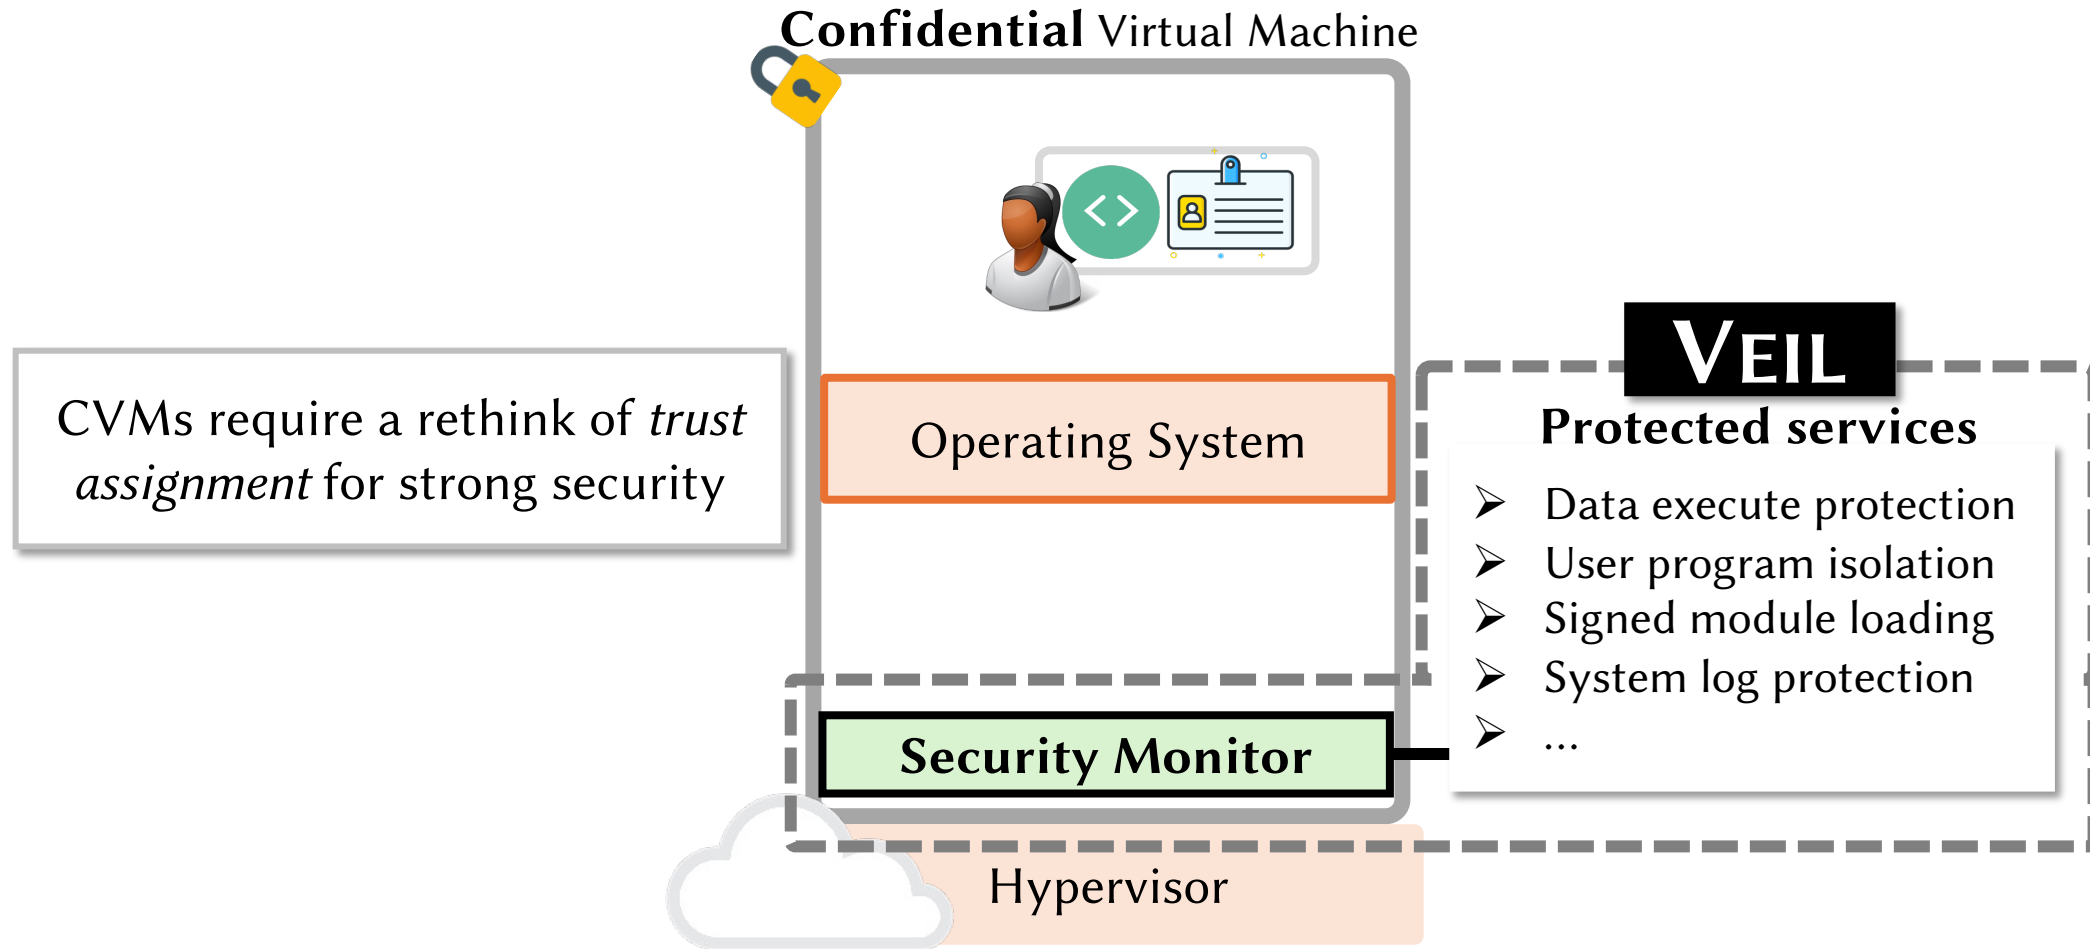 Confidential Virtual Machine
CVMs require a rethink of trust
assignment for strong security
Operating System
Security Monitor
Hypervisor
VEIL
Protected services
➢ Data execute protection
➢ User program isolation
➢ Signed module loading
➢ System log protection
➢ ...